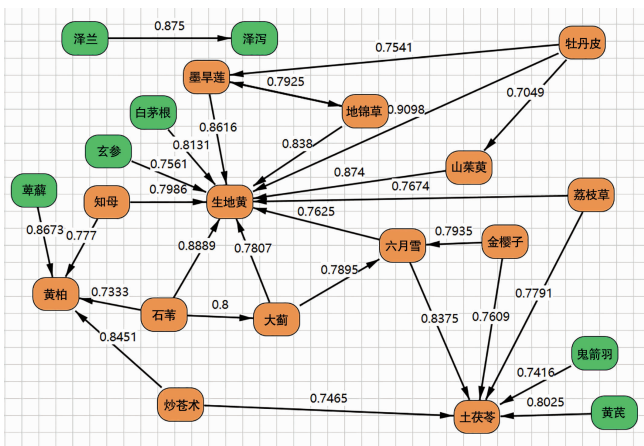 0.875
泽兰
泽泻
牡丹皮
0.7541
墨旱莲
0.7925
0.7049
白茅根
地锦草
0.9098
0.8616
0.8131
0.838
玄参
0.7561
山茱萸
0.874
萆薢
知母
0.7986
生地黄
0.7674
荔枝草
0.7625
0.8673
0.777
0.8889
0.7807
六月雪
0.7935
金樱子
0.7895
0.7791
黄柏
0.7333
石苇
0.8
大蓟
0.8375
0.7609
0.8451
鬼箭羽
0.7416
炒苍术
0.7465
土茯苓
0.8025
黄芪